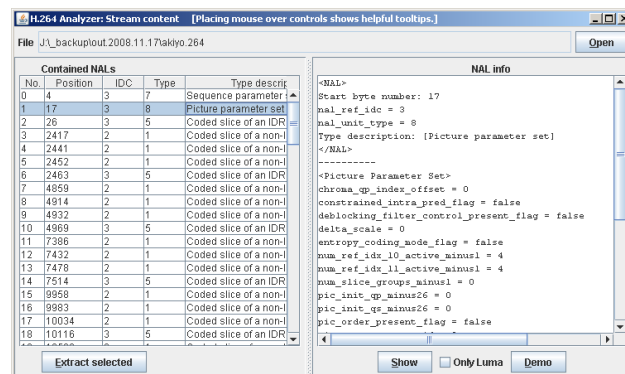 H.264 Analyzer: Stream content [Placing mouse over controls shows helpful tooltips.]
File J:\_backup\out.2008.11.17\akiyo.264 Open
Contained NALs
No. Position IDC Type Type descrip
0 4 3 7 Sequence parameter
1 17 3 8 Picture parameter set
2 26 3 5 Coded slice of an IDR
3 2417 2 1 Coded slice of a non-I
4 2441 2 1 Coded slice of a non-I
5 2452 2 1 Coded slice of a non-I
6 2463 3 5 Coded slice of an IDR
7 4859 2 1 Coded slice of a non-I
8 4914 2 1 Coded slice of a non-I
9 4932 2 1 Coded slice of a non-I
10 4969 3 5 Coded slice of an IDR
11 7386 2 1 Coded slice of a non-I
12 7432 2 1 Coded slice of a non-I
13 7478 2 1 Coded slice of a non-I
14 7514 3 5 Coded slice of an IDR
15 9958 2 1 Coded slice of a non-I
16 9983 2 1 Coded slice of a non-I
17 10034 2 1 Coded slice of a non-I
18 10116 3 5 Coded slice of an IDR
Extract selected
NAL info
<NAL>
Start byte number: 17
nal_ref_idc = 3
nal_unit_type = 8
Type description: [Picture parameter set]
</NAL>
----------
<Picture Parameter Set>
chroma_qp_index_offset = 0
constrained_intra_pred_flag = false
deblocking_filter_control_present_flag = false
delta_scale = 0
entropy_coding_mode_flag = false
num_ref_idx_l0_active_minus1 = 4
num_ref_idx_l1_active_minus1 = 4
num_slice_groups_minus1 = 0
pic_init_qp_minus26 = 0
pic_init_qs_minus26 = 0
pic_order_present_flag = false
Show Only Luma Demo